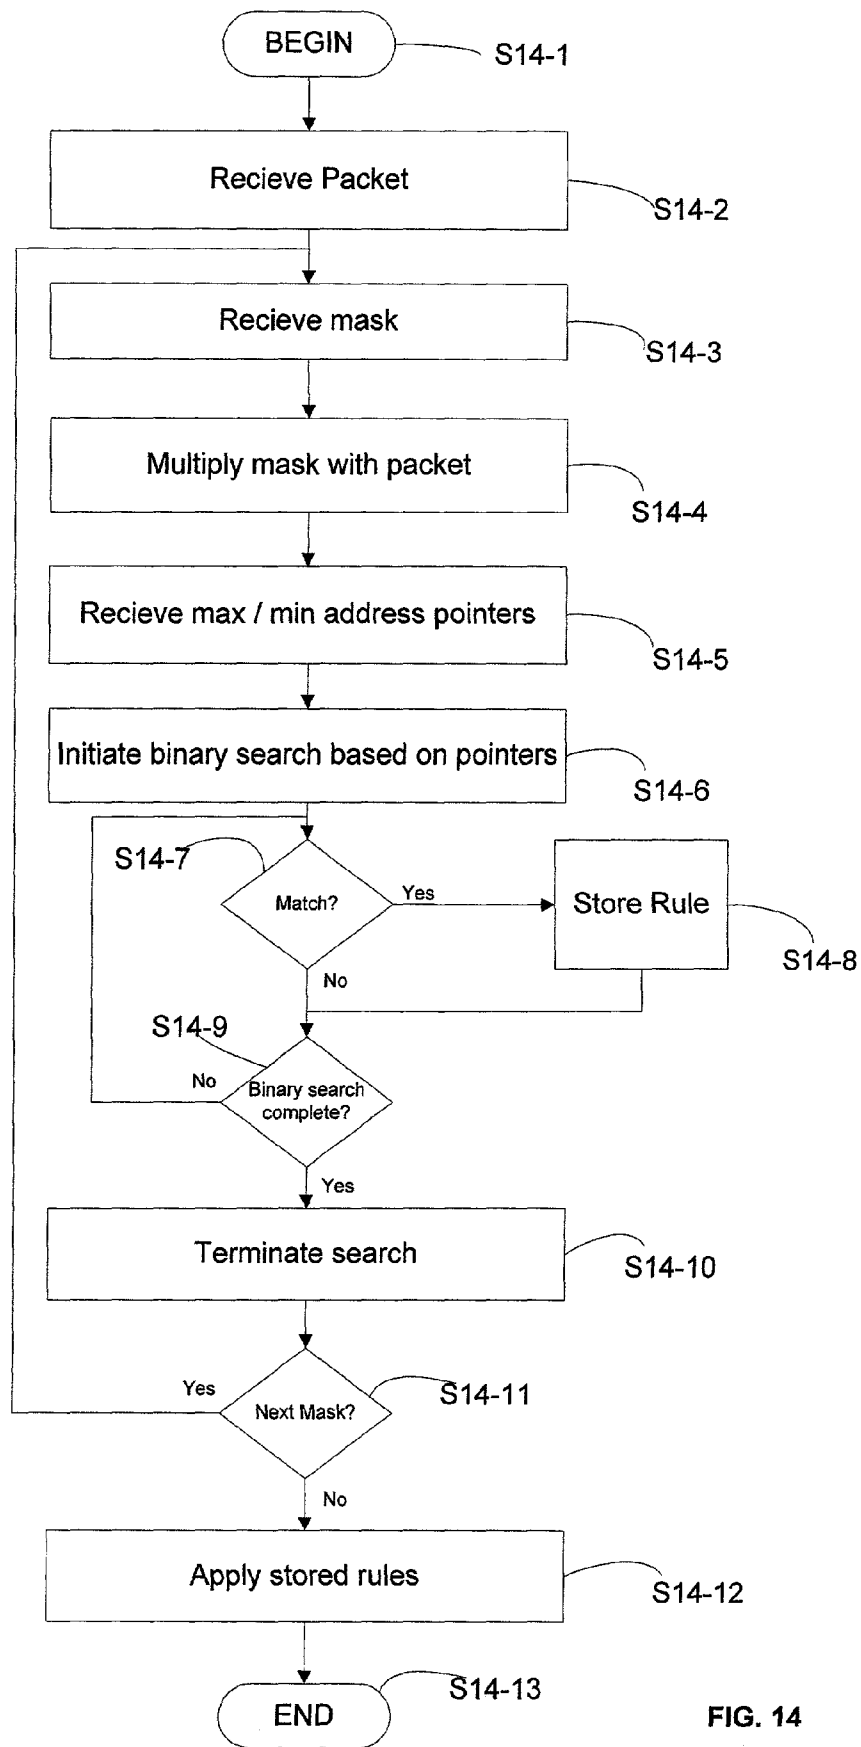 BEGIN
S14-1
Recieve Packet
S14-2
Recieve mask
S14-3
Multiply mask with packet
S14-4
Recieve max / min address pointers
S14-5
Initiate binary search based on pointers
S14-6
S14-7
Match?
Yes
Store Rule
S14-8
No
S14-9
No
Binary search
complete?
Yes
Terminate search
S14-10
Yes
Next Mask?
S14-11
No
Apply stored rules
S14-12
END
S14-13
FIG. 14